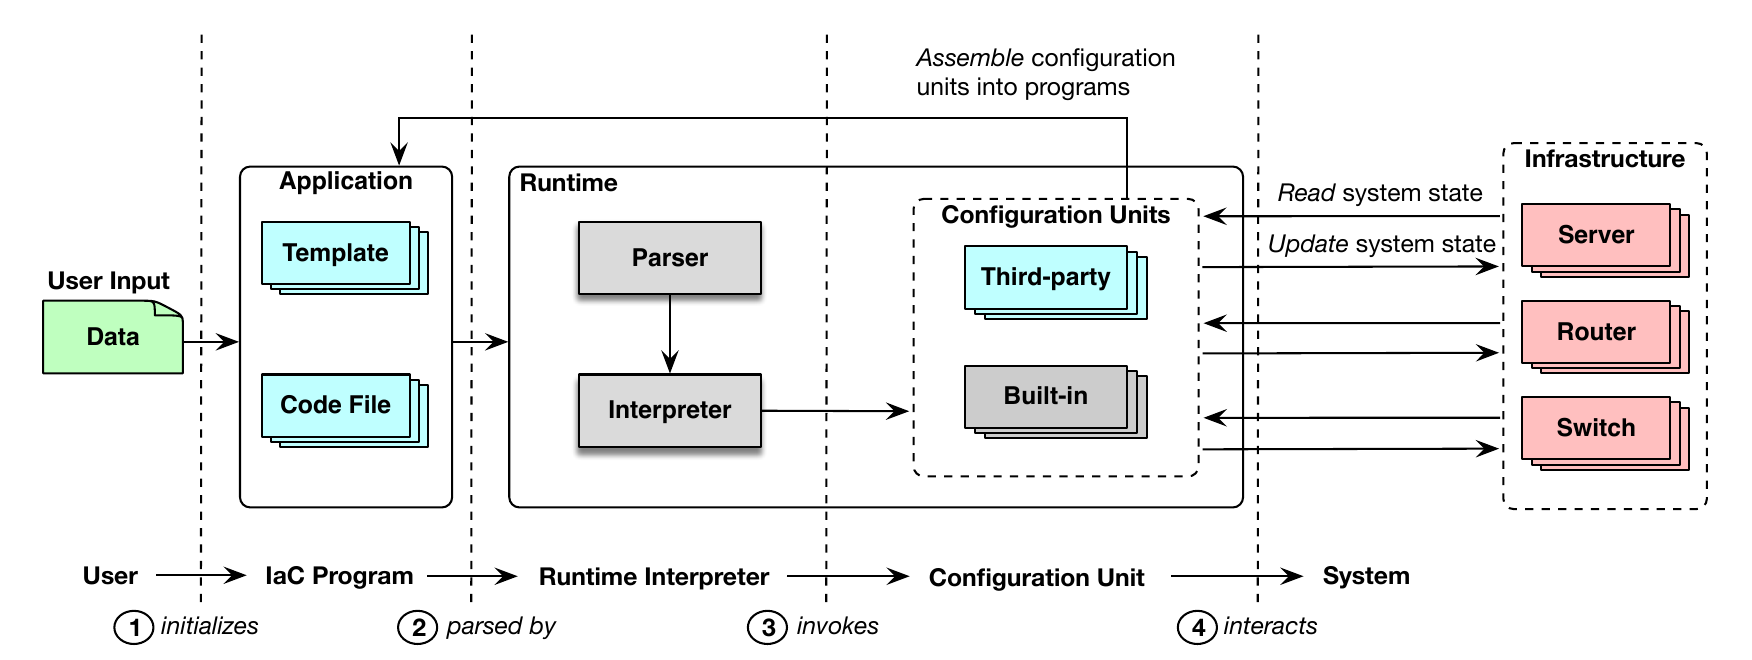 Assemble configuration
units into programs
Infrastructure
Application
Runtime
Read system state
Configuration Units
Server
Update system state
Template
Parser
Third-party
User Input
Data
Router
Code File
Interpreter
Built-in
Switch
User
IaC Program
Runtime Interpreter
Configuration Unit
System
1 initializes
2 parsed by
3 invokes
4 interacts